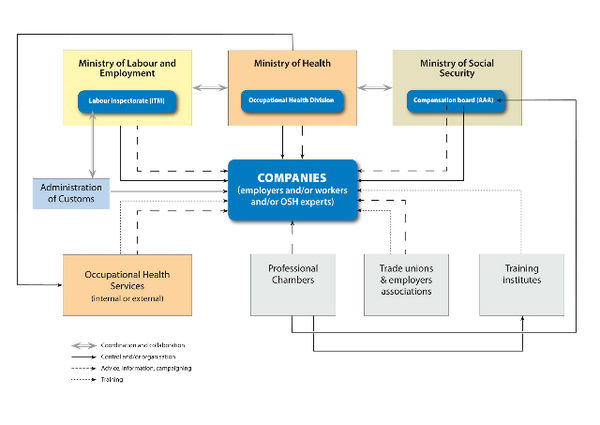 Ministry of Labour and
Employment
Ministry of Health
Ministry of Social
Security
Labour inspectorate (ITM)
Occupational Health Division
Compensation board (AAA)
COMPANIES
(employers and/or workers
and/or OSH experts)
Administration
of Customs
Occupational Health
Services
(internal or external)
Professional
Chambers
Trade unions
& employers
associations
Training
institutes
Coordination and collaboration
Control and/or organisation
Advice, information, campaigning
Training